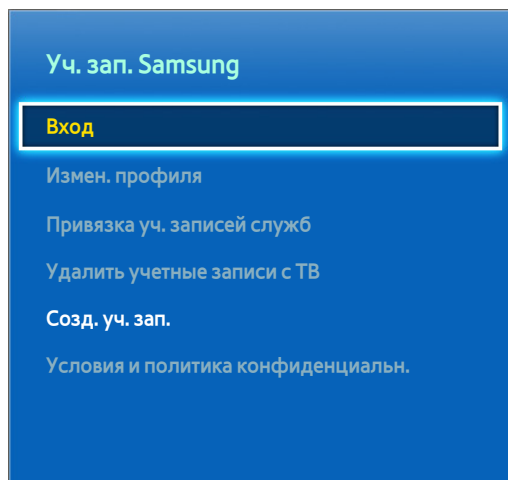 Уч. зап. Samsung
Вход
Измен. профиля
Привязка уч. записей служб
Удалить учетные записи с ТВ
Созд. уч. зап.
Условия и политика конфиденциальн.